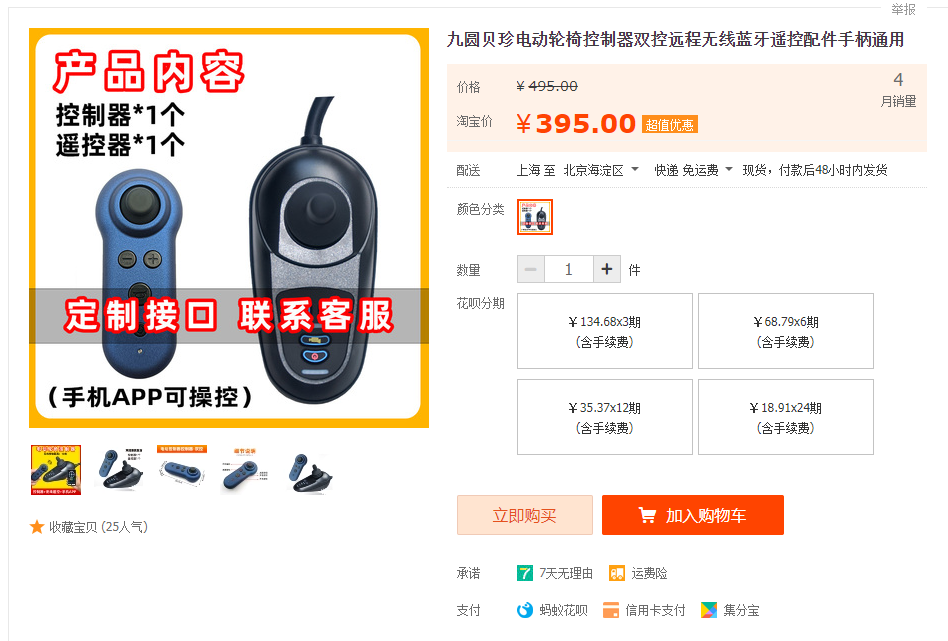 举报
产品内容
控制器*1个
遥控器*1个
定制接口 联系客服
(手机APP可操控)
收藏宝贝 (25人气)
九圆贝珍电动轮椅控制器双控远程无线蓝牙遥控配件手柄通用
价格 ¥ 495.00
4
月销量
淘宝价 ¥ 395.00 超值优惠
配送 上海 至 北京海淀区 快递 免运费 现货，付款后48小时内发货
颜色分类
数量 1 件
花呗分期
¥134.68x3期
(含手续费)
¥68.79x6期
(含手续费)
¥35.37x12期
(含手续费)
¥18.91x24期
(含手续费)
立即购买 加入购物车
承诺 7天无理由 运费险
支付 蚂蚁花呗 信用卡支付 集分宝